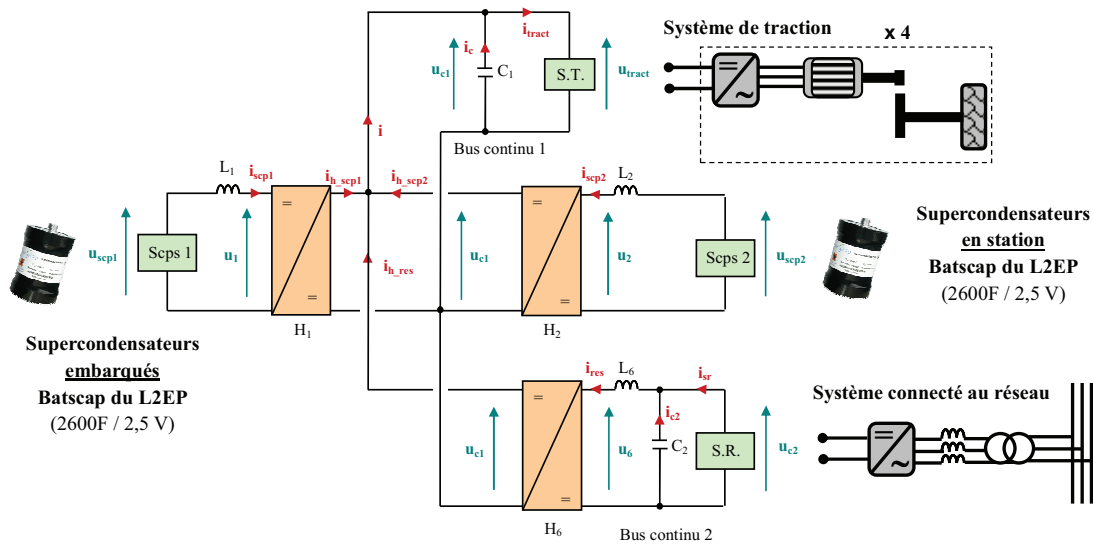 Système de traction
x 4
i_tract
i_c
u_c1
C_1
S.T.
u_tract
i
Bus continu 1
L_1
i_scp1
i_h_scp1
i_h_scp2
i_scp2
L_2
=
=
u_scp1
Scps 1
u_1
u_c1
u_2
Scps 2
u_scp2
i_h_res
=
=
H_1
H_2
Supercondensateurs
embarqués
Batscap du L2EP
(2600F / 2,5 V)
Supercondensateurs
en station
Batscap du L2EP
(2600F / 2,5 V)
i_res
L_6
i_sr
=
i_c2
u_c1
u_6
C_2
S.R.
u_c2
=
H_6
Bus continu 2
Système connecté au réseau